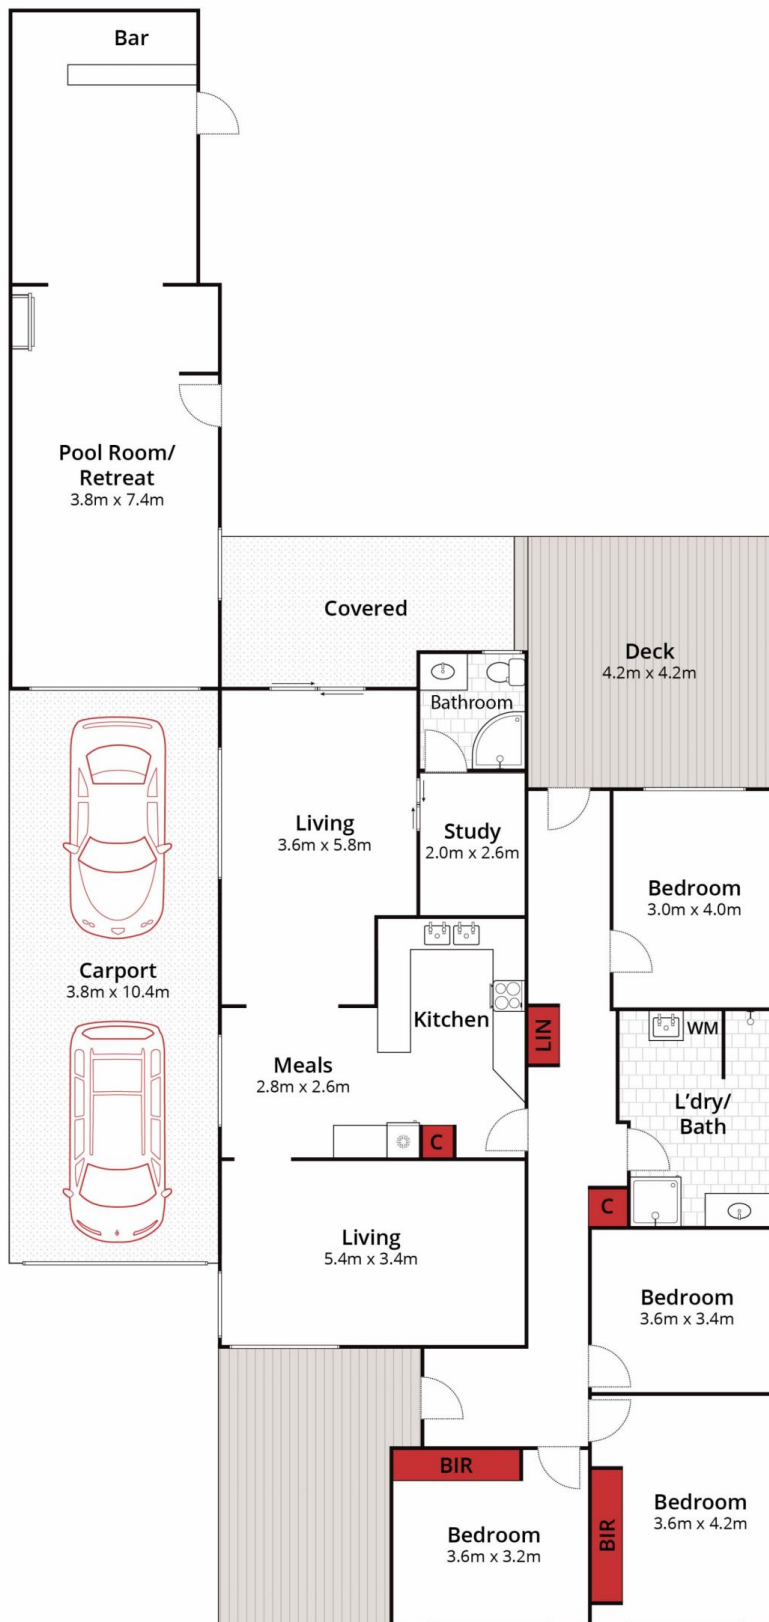 Bar
Pool Room/
Retreat
3.8m x 7.4m
Covered
Deck
4.2m x 4.2m
Bathroom
Living
3.6m x 5.8m
Study
2.0m x 2.6m
Bedroom
3.0m x 4.0m
Carport
3.8m x 10.4m
Kitchen
LIN
WM
Meals
2.8m x 2.6m
L'dry/
Bath
C
C
Living
5.4m x 3.4m
Bedroom
3.6m x 3.4m
BIR
BIR
Bedroom
3.6m x 4.2m
Bedroom
3.6m x 3.2m